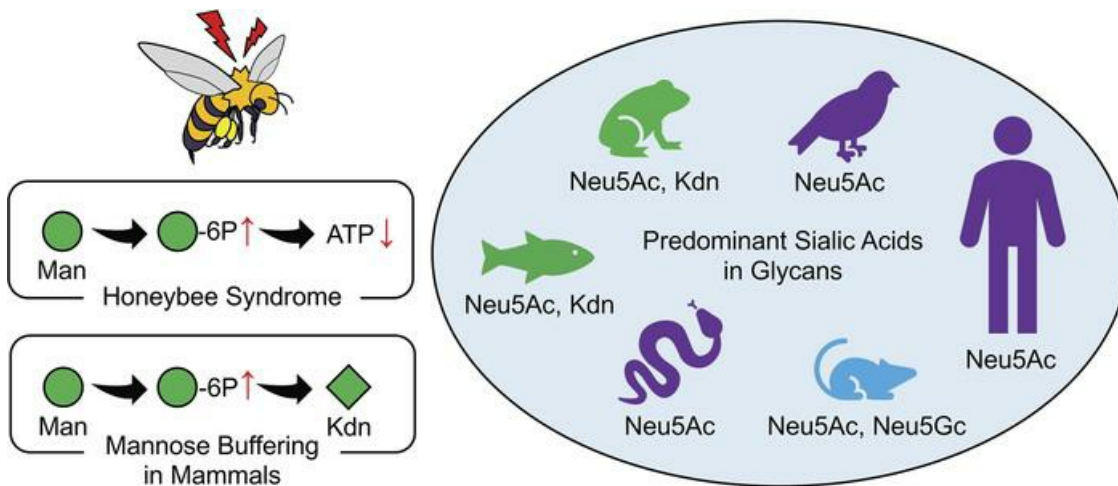 Man
-6P↑
ATP↓
Honeybee Syndrome
Man
-6P↑
Kdn
Mannose Buffering
in Mammals
Neu5Ac, Kdn
Neu5Ac
Predominant Sialic Acids
in Glycans
Neu5Ac, Kdn
Neu5Ac
Neu5Ac, Neu5Gc
Neu5Ac